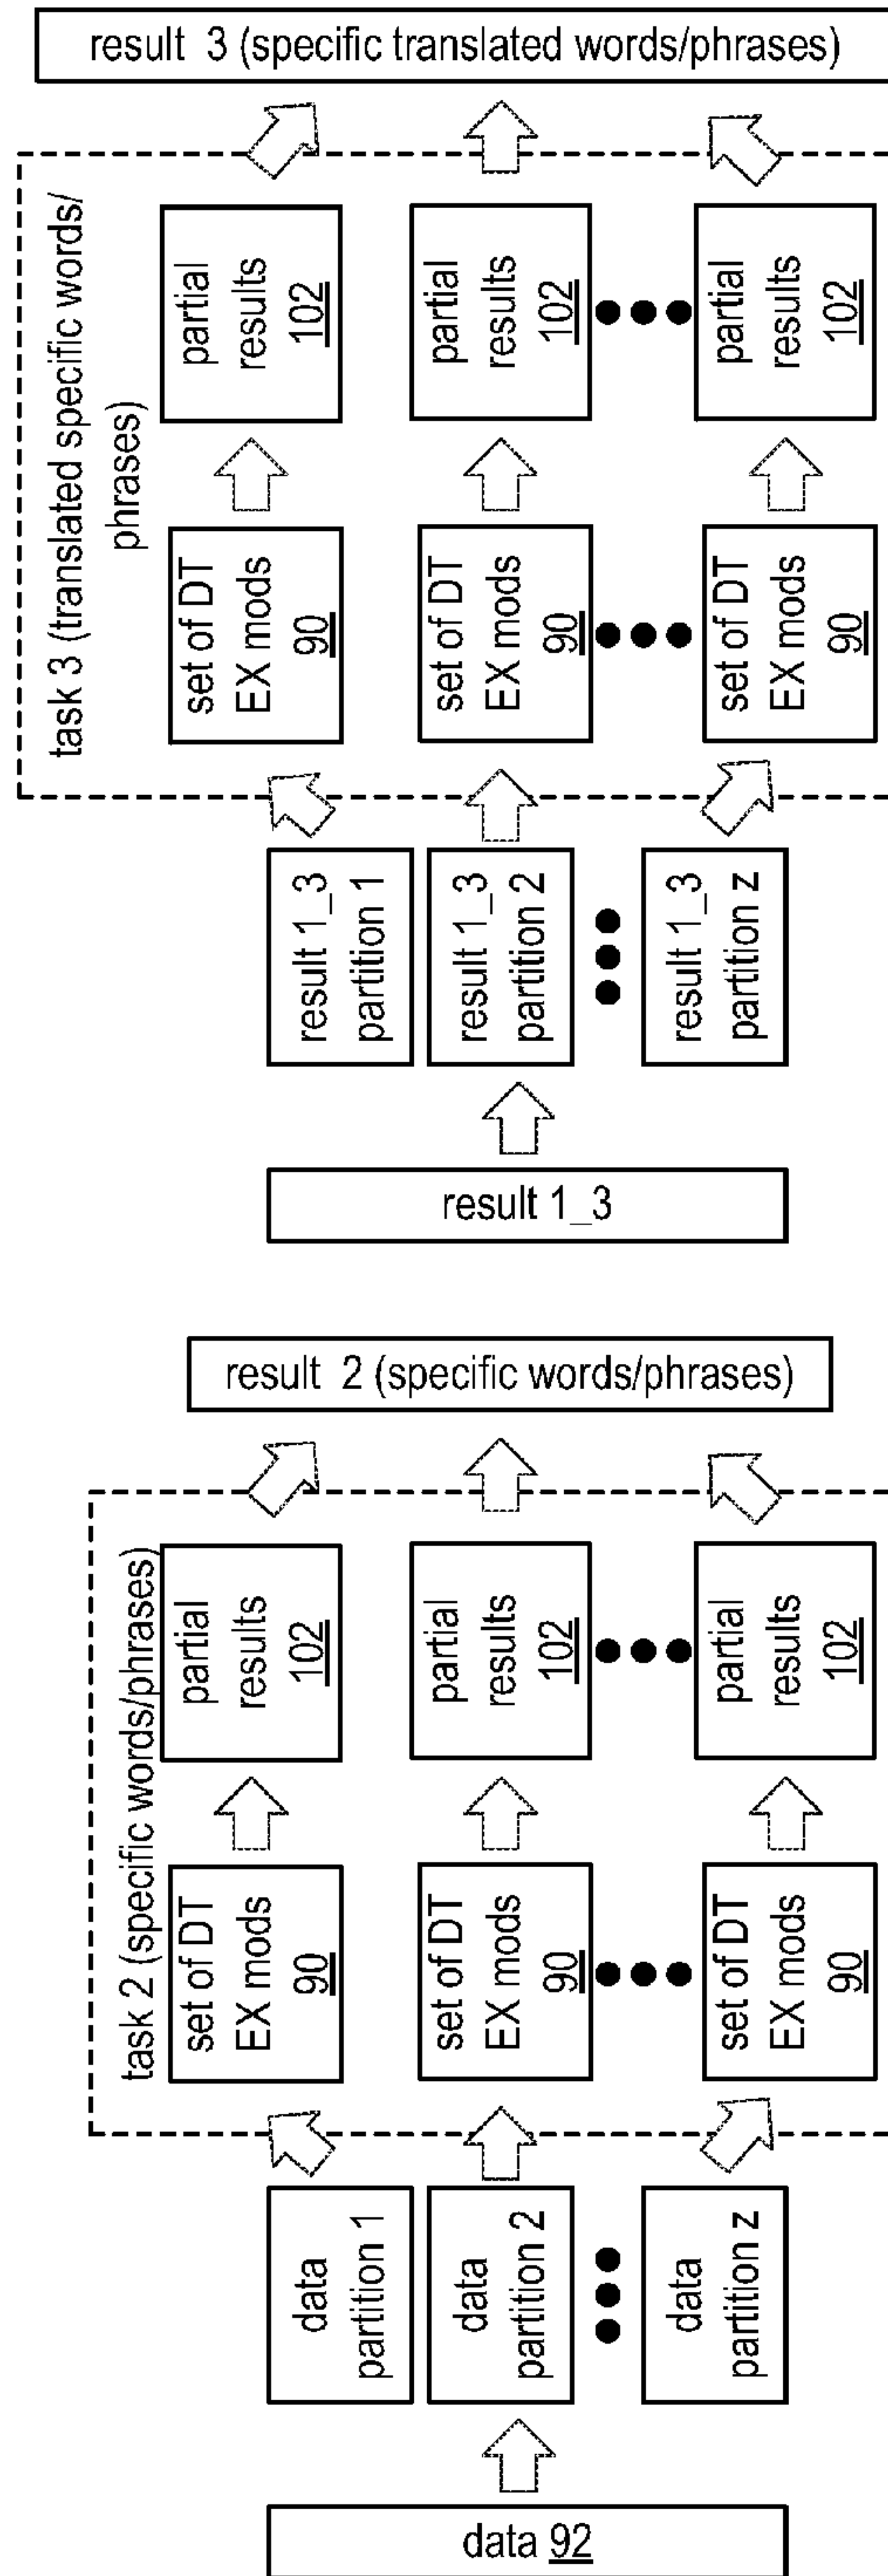 data 92
data
partition 1
data
partition 2
data
partition z
task 2 (specific words/phrases)
set of DT
EX mods
90
partial
results
102
set of DT
EX mods
90
partial
results
102
set of DT
EX mods
90
partial
results
102
result 2 (specific words/phrases)
result 1_3
result 1_3
partition 1
result 1_3
partition 2
result 1_3
partition z
task 3 (translated specific words/
phrases)
set of DT
EX mods
90
partial
results
102
set of DT
EX mods
90
partial
results
102
set of DT
EX mods
90
partial
results
102
result 3 (specific translated words/phrases)